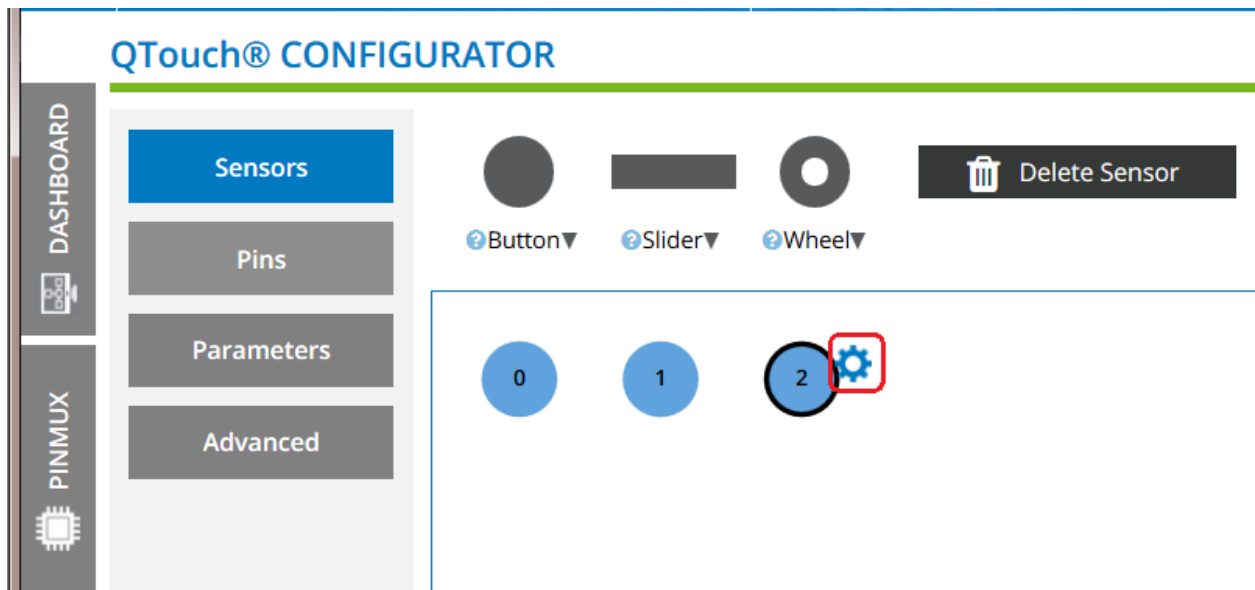 QTouch® CONFIGURATOR
DASHBOARD
PINMUX
Sensors
Pins
Parameters
Advanced
Button▼
Slider▼
Wheel▼
Delete Sensor
0
1
2